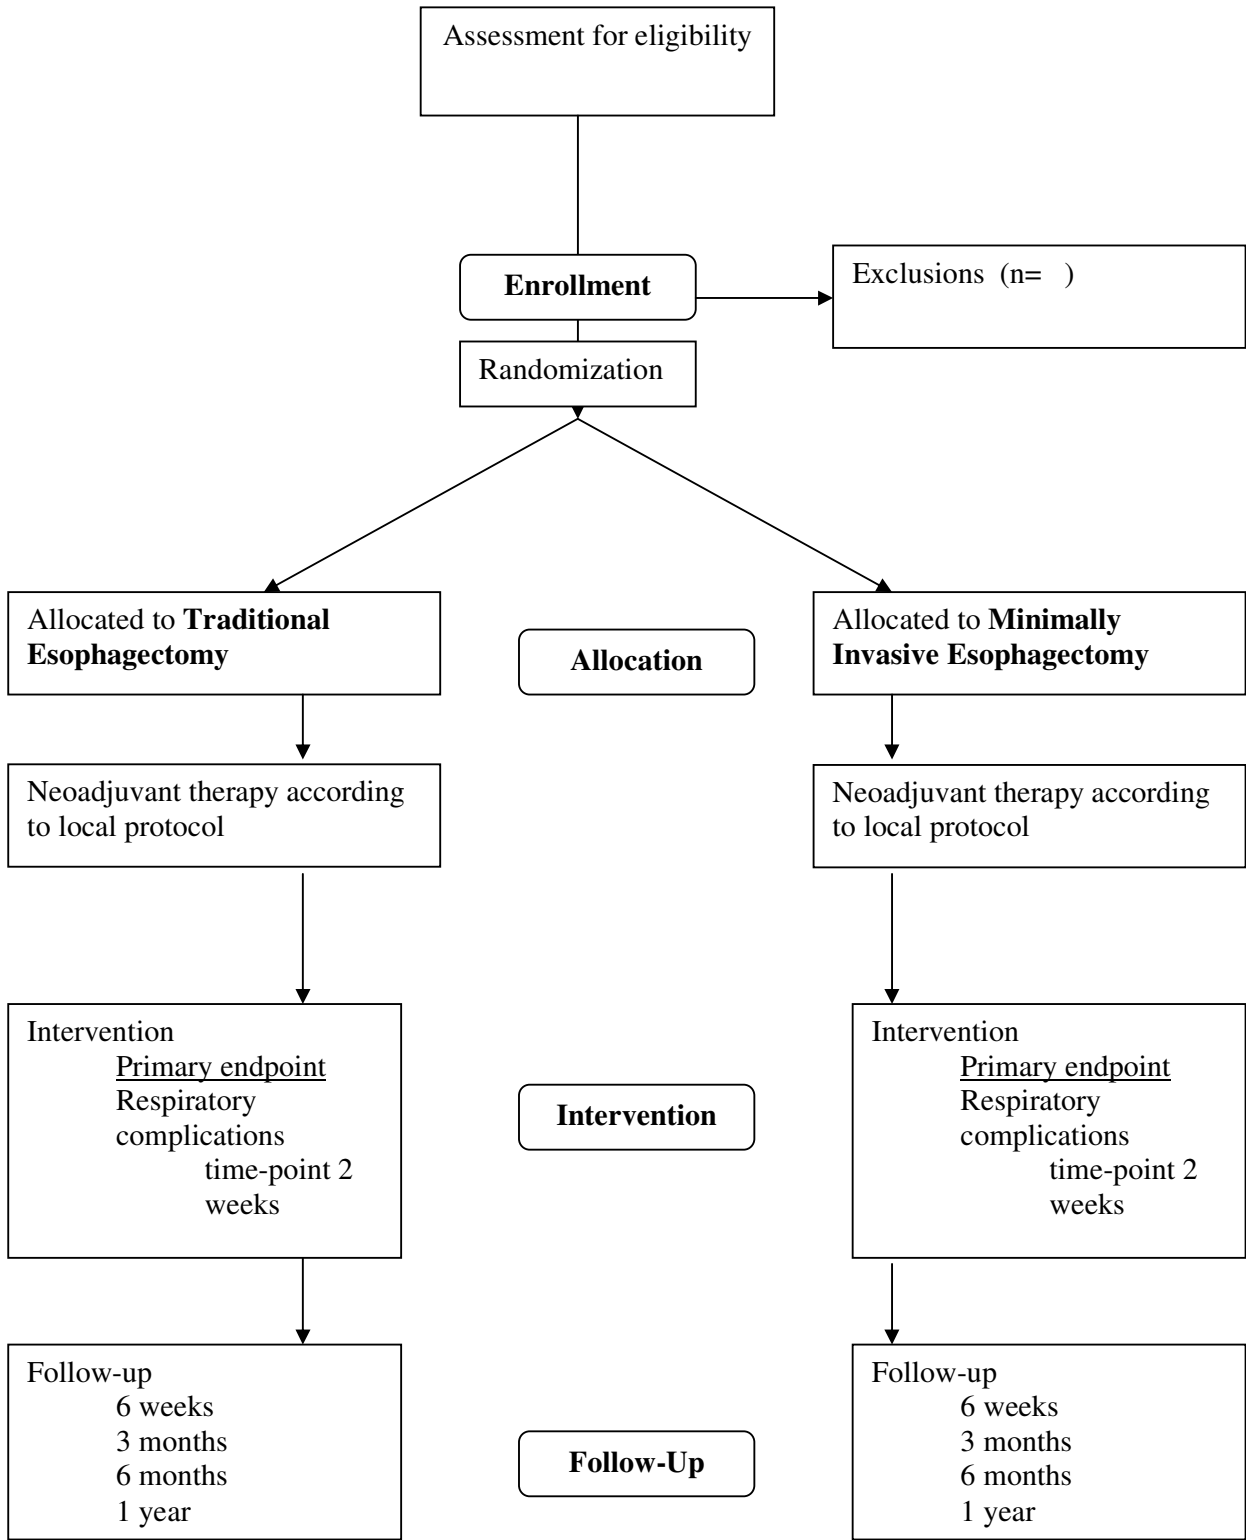 Assessment for eligibility
Enrollment
Exclusions (n= )
Randomization
Allocated to Traditional
Esophagectomy
Allocation
Allocated to Minimally
Invasive Esophagectomy
Neoadjuvant therapy according
to local protocol
Neoadjuvant therapy according
to local protocol
Intervention
Primary endpoint
Respiratory
complications
time-point 2
weeks
Intervention
Intervention
Primary endpoint
Respiratory
complications
time-point 2
weeks
Follow-up
6 weeks
3 months
6 months
1 year
Follow-Up
Follow-up
6 weeks
3 months
6 months
1 year